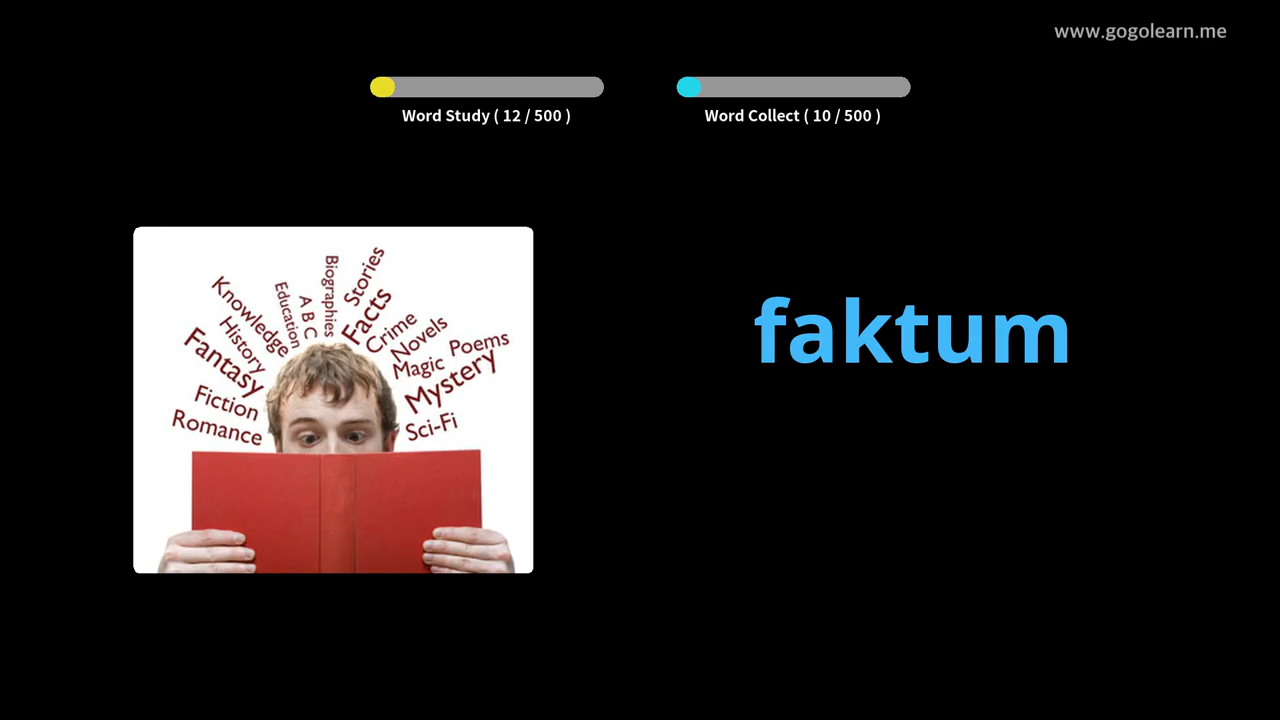 www.gogolearn.me
Word Study ( 12 / 500 )
Word Collect ( 10 / 500 )
Biographies
Stories
Education
A B C
Facts
Knowledge
Crime
History
Novels
Fantasy
Magic
Poems
Mystery
Fiction
Romance
Sci-Fi
faktum